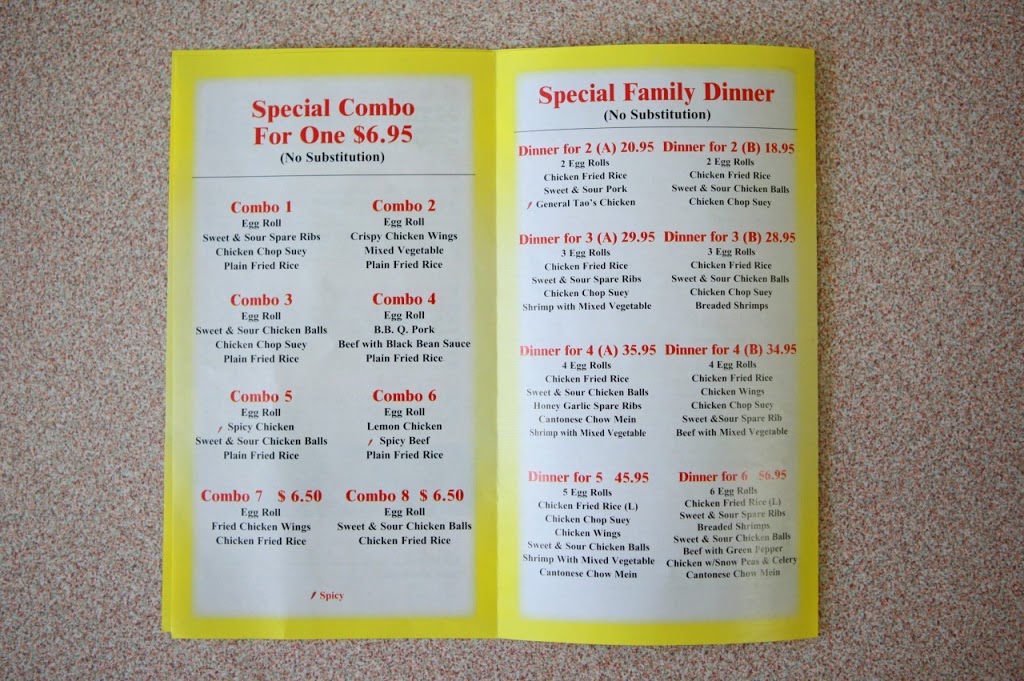 Special Combo
For One $6.95
(No Substitution)
Combo 1
Egg Roll
Sweet & Sour Spare Ribs
Chicken Chop Suey
Plain Fried Rice
Combo 2
Egg Roll
Crispy Chicken Wings
Mixed Vegetable
Plain Fried Rice
Combo 3
Egg Roll
Sweet & Sour Chicken Balls
Chicken Chop Suey
Plain Fried Rice
Combo 4
Egg Roll
B.B. Q. Pork
Beef with Black Bean Sauce
Plain Fried Rice
Combo 5
Egg Roll
Spicy Chicken
Sweet & Sour Chicken Balls
Plain Fried Rice
Combo 6
Egg Roll
Lemon Chicken
Spicy Beef
Plain Fried Rice
Combo 7 $ 6.50
Egg Roll
Fried Chicken Wings
Chicken Fried Rice
Combo 8 $ 6.50
Egg Roll
Sweet & Sour Chicken Balls
Chicken Fried Rice
Spicy
Special Family Dinner
(No Substitution)
Dinner for 2 (A) 20.95
2 Egg Rolls
Chicken Fried Rice
Sweet & Sour Pork
General Tao's Chicken
Dinner for 2 (B) 18.95
2 Egg Rolls
Chicken Fried Rice
Sweet & Sour Chicken Balls
Chicken Chop Suey
Dinner for 3 (A) 29.95
3 Egg Rolls
Chicken Fried Rice
Sweet & Sour Spare Ribs
Chicken Chop Suey
Shrimp with Mixed Vegetable
Dinner for 3 (B) 28.95
3 Egg Rolls
Chicken Fried Rice
Sweet & Sour Chicken Balls
Chicken Chop Suey
Breaded Shrimps
Dinner for 4 (A) 35.95
4 Egg Rolls
Chicken Fried Rice
Sweet & Sour Chicken Balls
Honey Garlic Spare Ribs
Cantonese Chow Mein
Shrimp with Mixed Vegetable
Dinner for 4 (B) 34.95
4 Egg Rolls
Chicken Fried Rice
Chicken Wings
Chicken Chop Suey
Sweet &Sour Spare Rib
Beef with Mixed Vegetable
Dinner for 5 45.95
5 Egg Rolls
Chicken Fried Rice (L)
Chicken Chop Suey
Chicken Wings
Sweet & Sour Chicken Balls
Shrimp With Mixed Vegetable
Cantonese Chow Mein
Dinner for 6 56.95
6 Egg Rolls
Chicken Fried Rice (L)
Sweet & Sour Spare Ribs
Breaded Shrimps
Sweet & Sour Chicken Balls
Beef with Green Pepper
Chicken w/Snow Peas & Celery
Cantonese Chow Mein